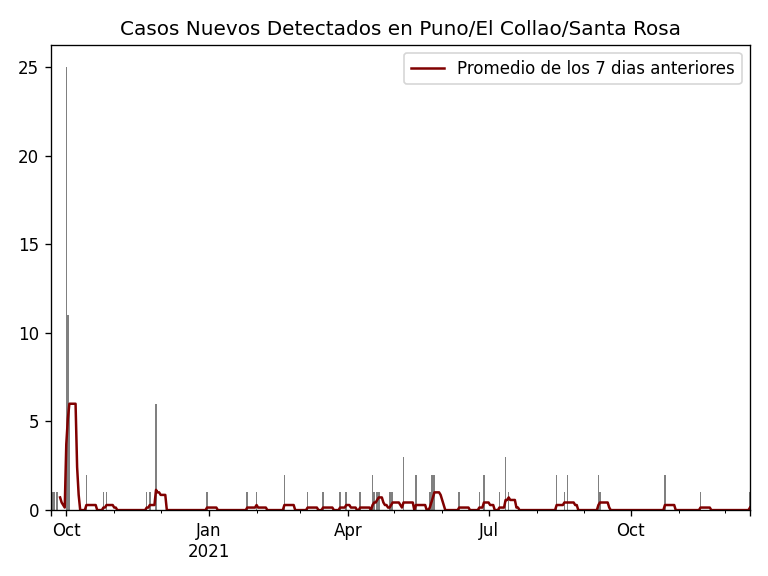 Casos Nuevos Detectados en Puno/El Collao/Santa Rosa
Promedio de los 7 dias anteriores
25
20
15
10
5
0
Oct
Jan
2021
Apr
Jul
Oct